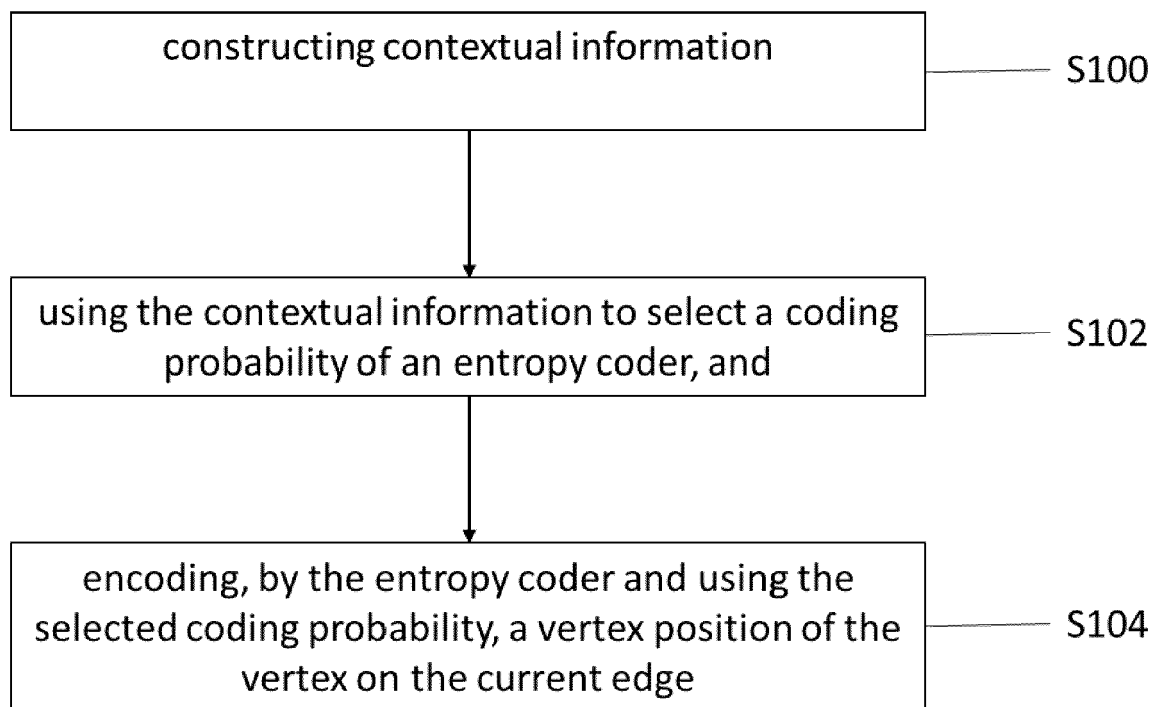 constructing contextual information
S100
using the contextual information to select a coding
probability of an entropy coder, and
S102
encoding, by the entropy coder and using the
selected coding probability, a vertex position of the
vertex on the current edge
S104